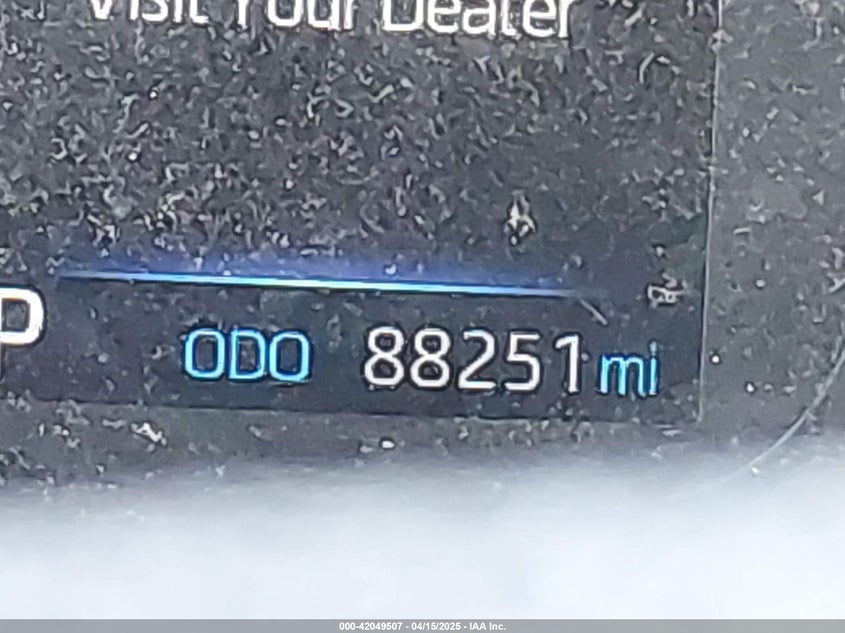 Visit Your Dealer
P
ODO 88251 mi
000-42049507 - 04/15/2025 - IAA Inc.